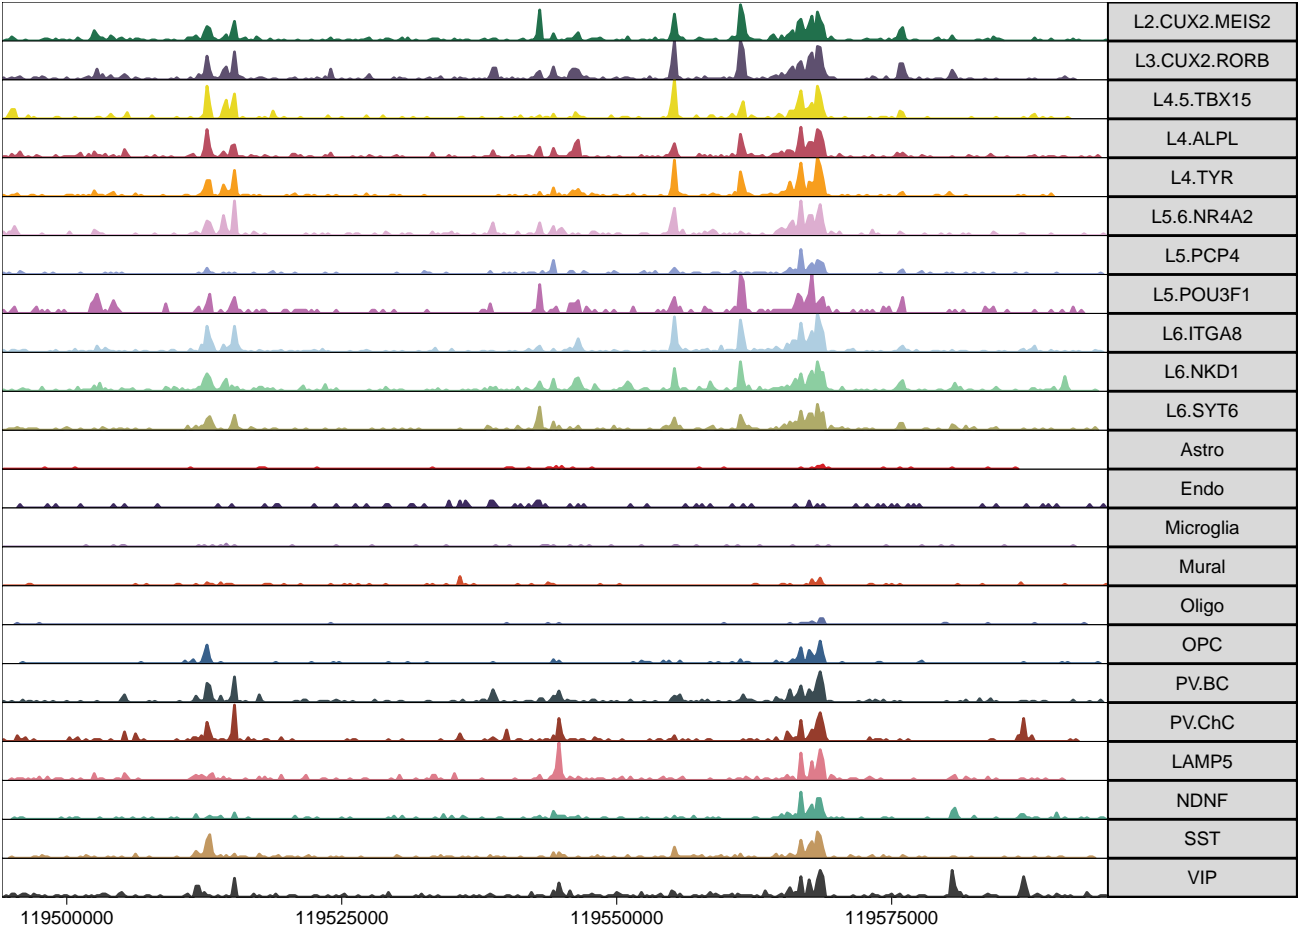 L2.CUX2.MEIS2
L3.CUX2.RORB
L4.5.TBX15
L4.ALPL
L4.TYR
L5.6.NR4A2
L5.PCP4
L5.POU3F1
L6.ITGA8
L6.NKD1
L6.SYT6
Astro
Endo
Microglia
Mural
Oligo
OPC
PV.BC
PV.ChC
LAMP5
NDNF
SST
VIP
119500000 119525000 119550000 119575000